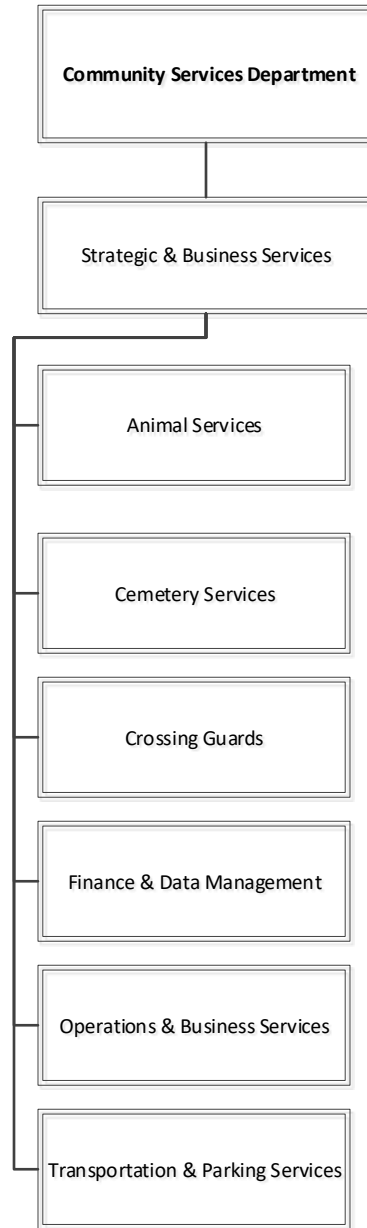 Community Services Department
Strategic & Business Services
Animal Services
Cemetery Services
Crossing Guards
Finance & Data Management
Operations & Business Services
Transportation & Parking Services